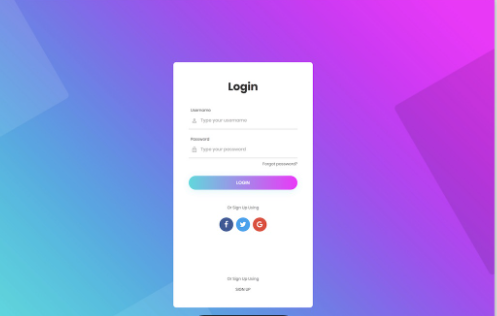 Login
Username
Type your username
Password
Type your password
Forgot password?
LOGIN
Or Sign Up Using
f
G
Or Sign Up Using
SIGN UP